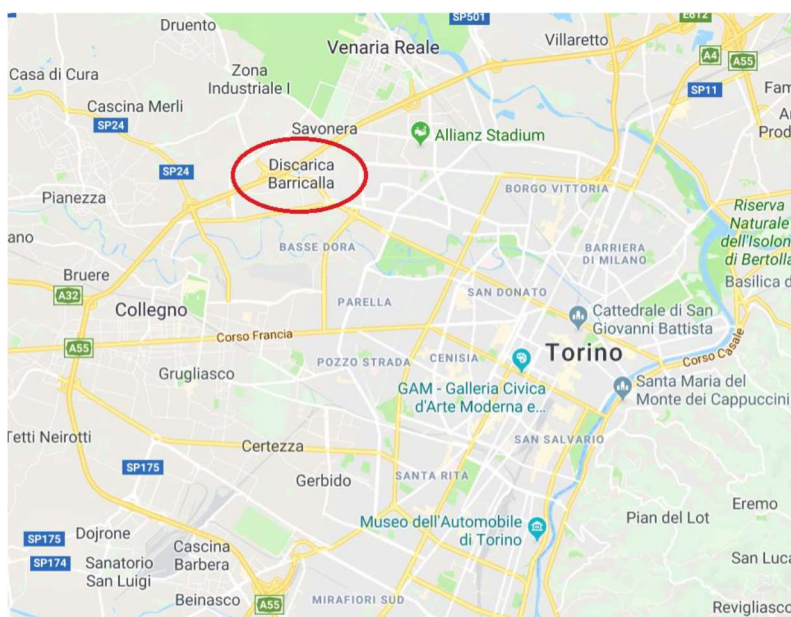 SP501
E612
Druento
Villaretto
Venaria Reale
A4
A55
Casa di Cura
Zona
Industriale I
SP11
Cascina Merli
SP24
Savonera
Allianz Stadium
Discarica
Barricalla
SP24
BORGO VITTORIA
Pianezza
Riserva
Naturale
dell'Isolon
di Bertolla
BASSE DORA
BARRIERA
DI MILANO
Bruere
Basilica d
A32
SAN DONATO
PARELLA
Collegno
Cattedrale di San
Giovanni Battista
Corso Francia
A55
POZZO STRADA
CENISIA
Torino
Corso Casale
Grugliasco
GAM - Galleria Civica
d'Arte Moderna e...
Santa Maria del
Monte dei Cappuccini
Tetti Neirotti
Certezza
SAN SALVARIO
SP175
Gerbido
SANTA RITA
Eremo
Museo dell'Automobile
di Torino
Pian del Lot
SP175
Dojrone
Cascina
Barbera
SP174
Sanatorio
San Luigi
San Luca
Beinasco
A55
MIRAFIORI SUD
Revigliasco